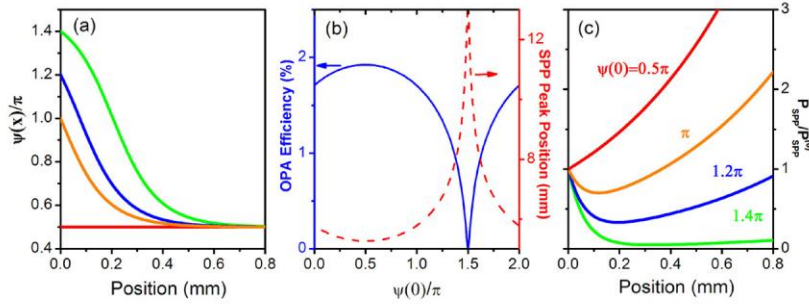 (a)
ψ(x)/π
1.4
1.2
1.0
0.8
0.6
0.4
0.0 0.2 0.4 0.6 0.8
Position (mm)
(b)
OPA Efficiency (%)
2
1
0
0.0 0.5 1.0 1.5 2.0
ψ(0)/π
12
8
SPP Peak Position (mm)
(c)
ψ(0)=0.5π
π
1.2π
1.4π
3
2
1
0
0.0 0.2 0.4 0.6 0.8
Position (mm)